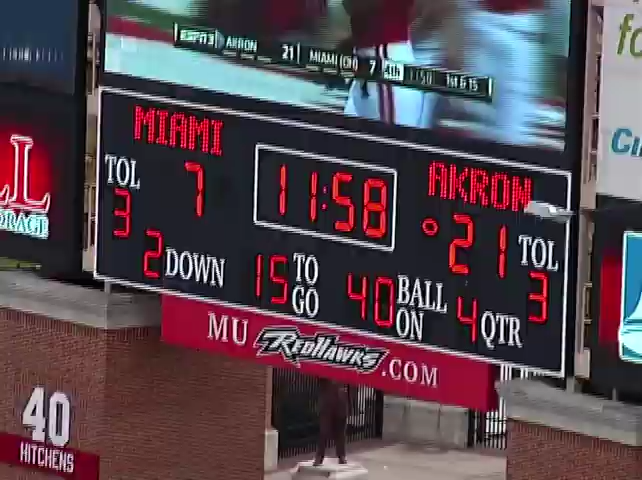 ESPN3 AKRON 21 MIAMI (OH) 7 4th 11:58 1st & 15
MIAMI 11:58 AKRON
TOL 7 21 TOL
3 3
2 DOWN 15 TO GO 40 BALL ON 4 QTR
MU REDHAWKS.COM
40
HITCHENS